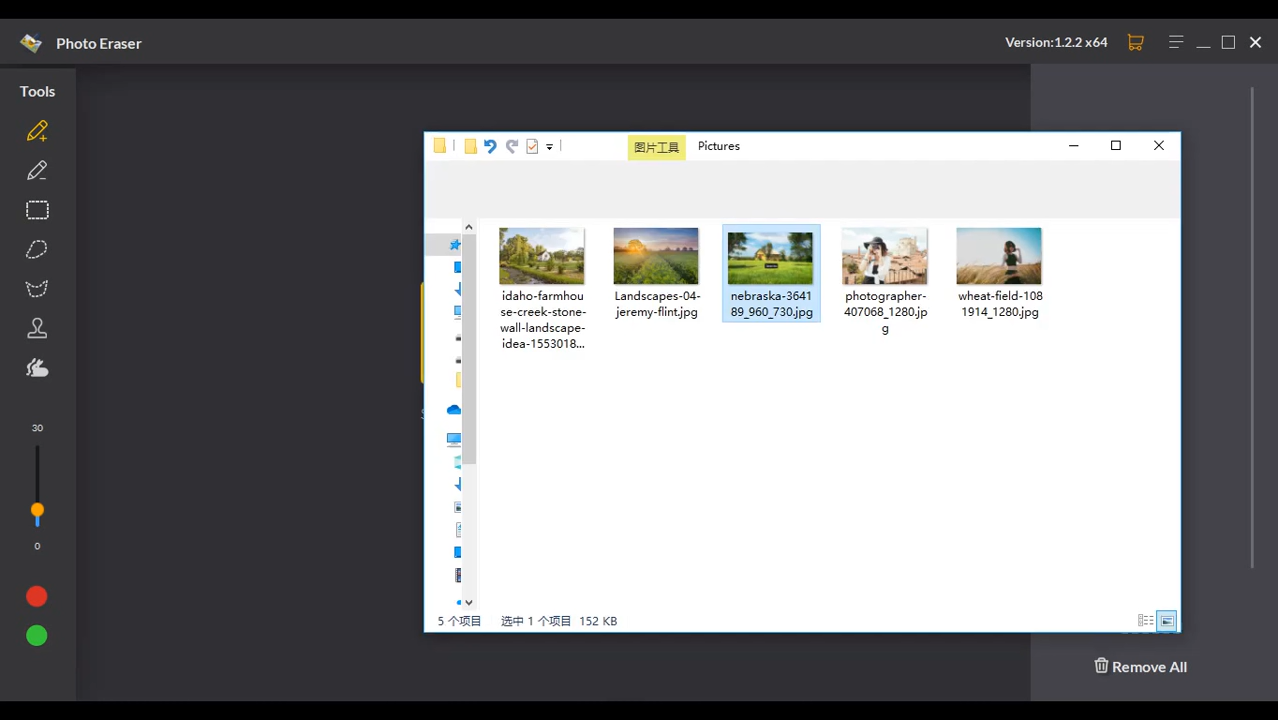 Photo Eraser
Version:1.2.2 x64
Tools
图片工具
Pictures
idaho-farmhou
se-creek-stone-
wall-landscape-
idea-1553018...
Landscapes-04-
jeremy-flint.jpg
nebraska-3641
89_960_730.jpg
photographer-
407068_1280.jp
g
wheat-field-108
1914_1280.jpg
30
0
5 个项目
选中 1 个项目 152 KB
Remove All